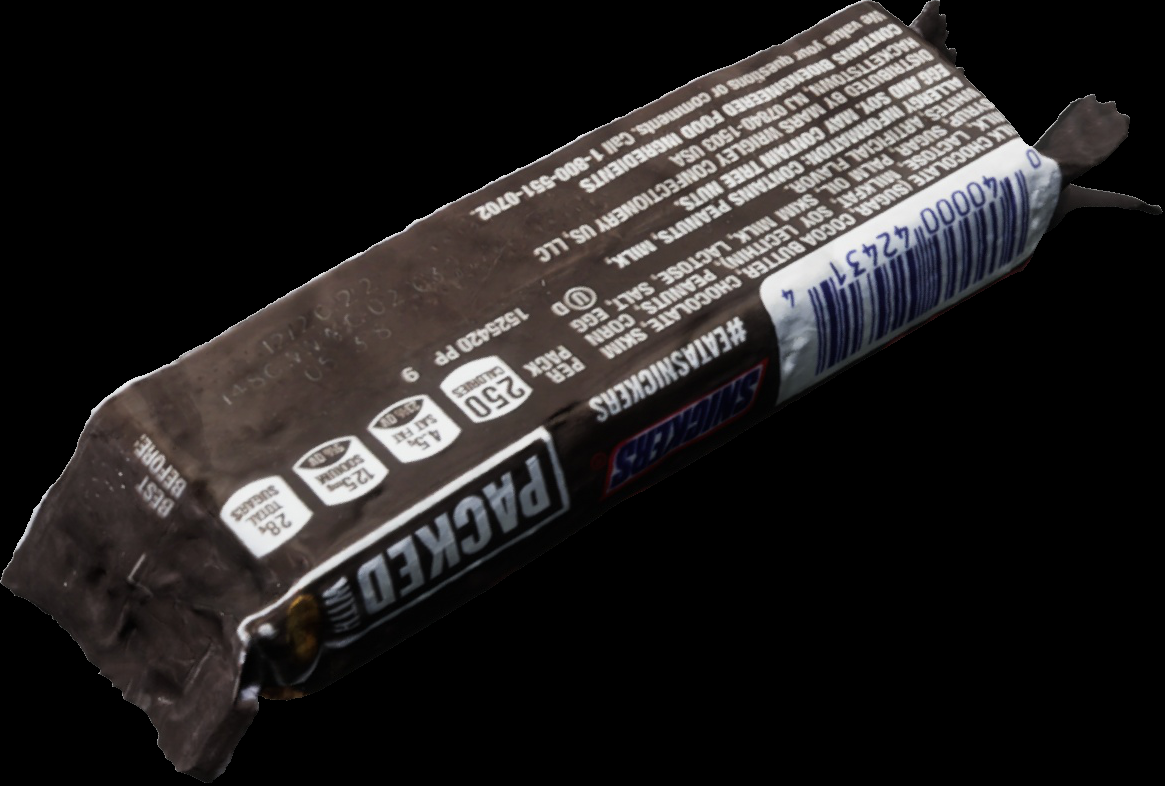 MILK CHOCOLATE (SUGAR, COCOA BUTTER, CHOCOLATE, SKIM
MILK, LACTOSE, MILKFAT, SOY LECITHIN), PEANUTS, CORN
SYRUP, SUGAR, PALM OIL, SKIM MILK, LACTOSE, SALT, EGG
WHITES, ARTIFICIAL FLAVOR.
ALLERGY INFORMATION: CONTAINS PEANUTS, MILK,
EGG AND SOY. MAY CONTAIN TREE NUTS.
DISTRIBUTED BY MARS WRIGLEY CONFECTIONERY US, LLC
HACKETTSTOWN, NJ 07840-1503 USA
CONTAINS BIOENGINEERED FOOD INGREDIENTS
We value your questions or comments. Call 1-800-551-0702.
0 40000 42431 4
#EATASNICKERS
SNICKERS®
U D
1525420 PP
9
PER
PACK
250
CALORIES
4.5g
SAT FAT
23% DV
125mg
SODIUM
5% DV
28g
TOTAL
SUGARS
PACKED
WITH
BEST
BEFORE: